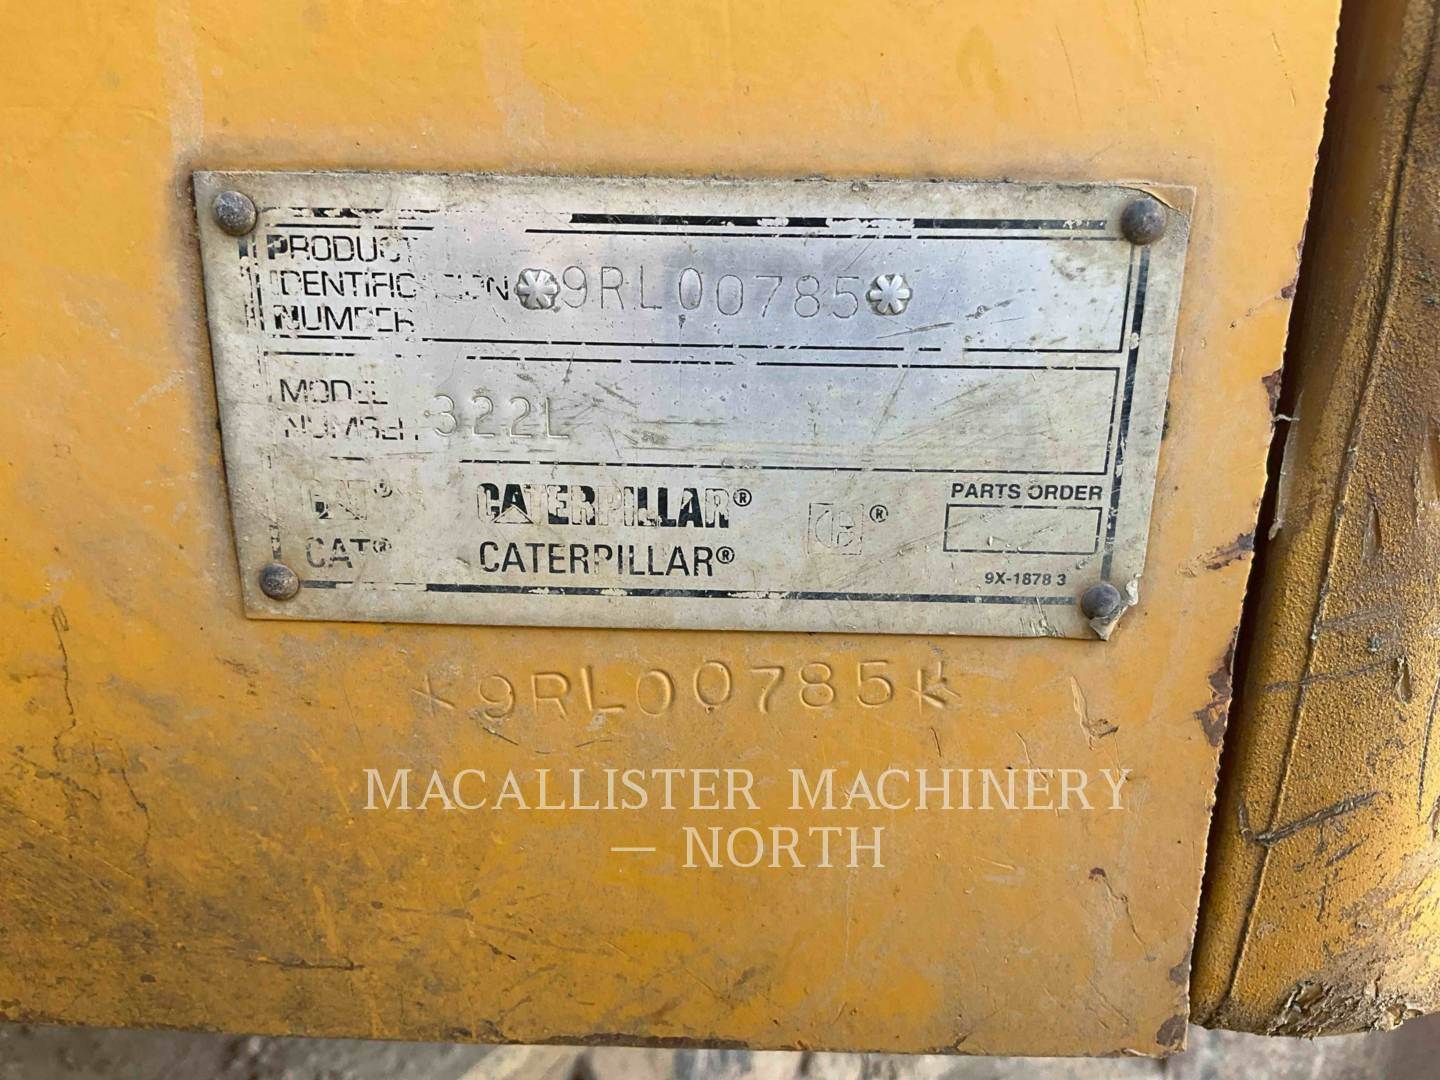 PRODUCT
IDENTIFICATION *9RL00785*
NUMBER
MODEL
NUMBER 322L
CAT® CATERPILLAR® ®
CAT® CATERPILLAR®
PARTS ORDER
9X-1878 3
*9RL00785*
MACALLISTER MACHINERY
— NORTH